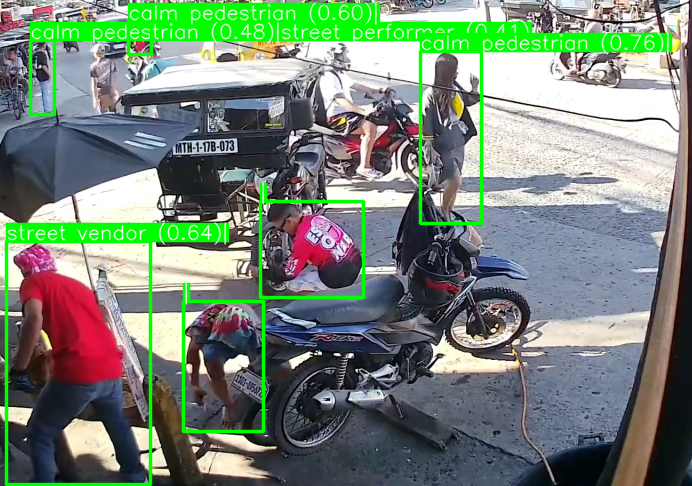 calm pedestrian (0.60)|
calm pedestrian (0.48)|street performer (0.41)
calm pedestrian (0.76)|
MTH-1-17B-073
street vendor (0.64)|